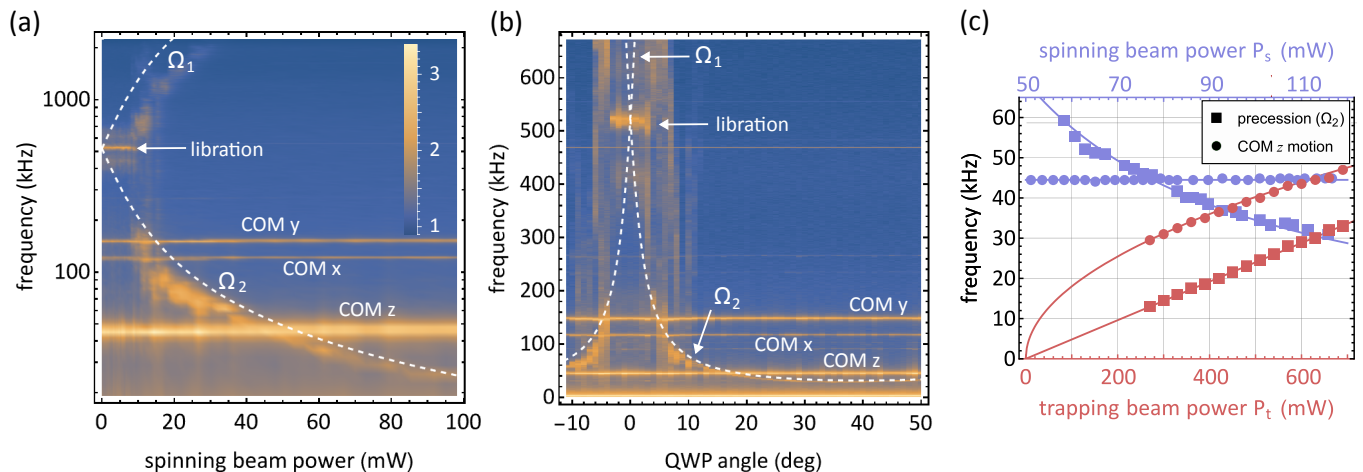 (a)
frequency (kHz)
1000
100
Ω1
libration
COM y
COM x
Ω2
COM z
3
2
1
0 20 40 60 80 100
spinning beam power (mW)
(b)
frequency (kHz)
600
500
400
300
200
100
0
Ω1
libration
Ω2
COM y
COM x
COM z
−10 0 10 20 30 40 50
QWP angle (deg)
(c)
spinning beam power Ps (mW)
50 70 90 110
frequency (kHz)
60
50
40
30
20
10
0
precession (Ω2)
COM z motion
0 200 400 600
trapping beam power Pt (mW)